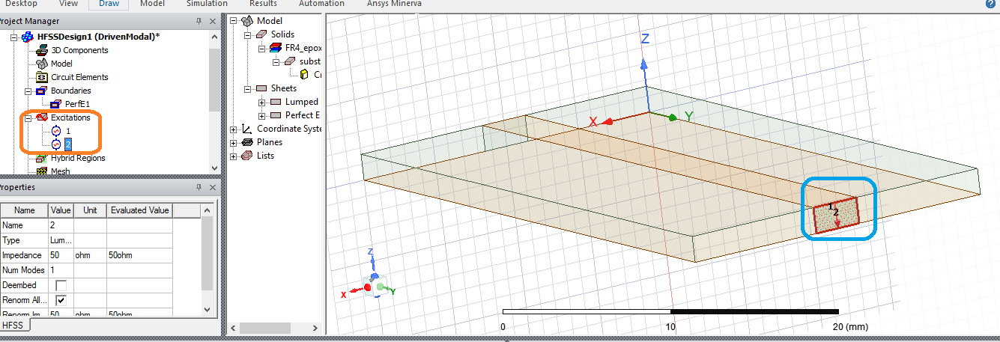 Desktop View Draw Model Simulation Results Automation Ansys Minerva
Project Manager
HFSSDesign1 (DrivenModal)*
3D Components
Model
Circuit Elements
Boundaries
PerfE1
Excitations
1
2
Hybrid Regions
Mesh
Properties
Name Value Unit Evaluated Value
Name 2
Type Lum...
Impedance 50 ohm 50ohm
Num Modes 1
Deembed
Renorm All...
Renorm Im... 50 ohm 50ohm
HFSS
Model
Solids
FR4_epox
subst
Cr
Sheets
Lumped
Perfect E
Coordinate Syste
Planes
Lists
Z
X
Y
1
2
Z
X
Y
0 10 20 (mm)